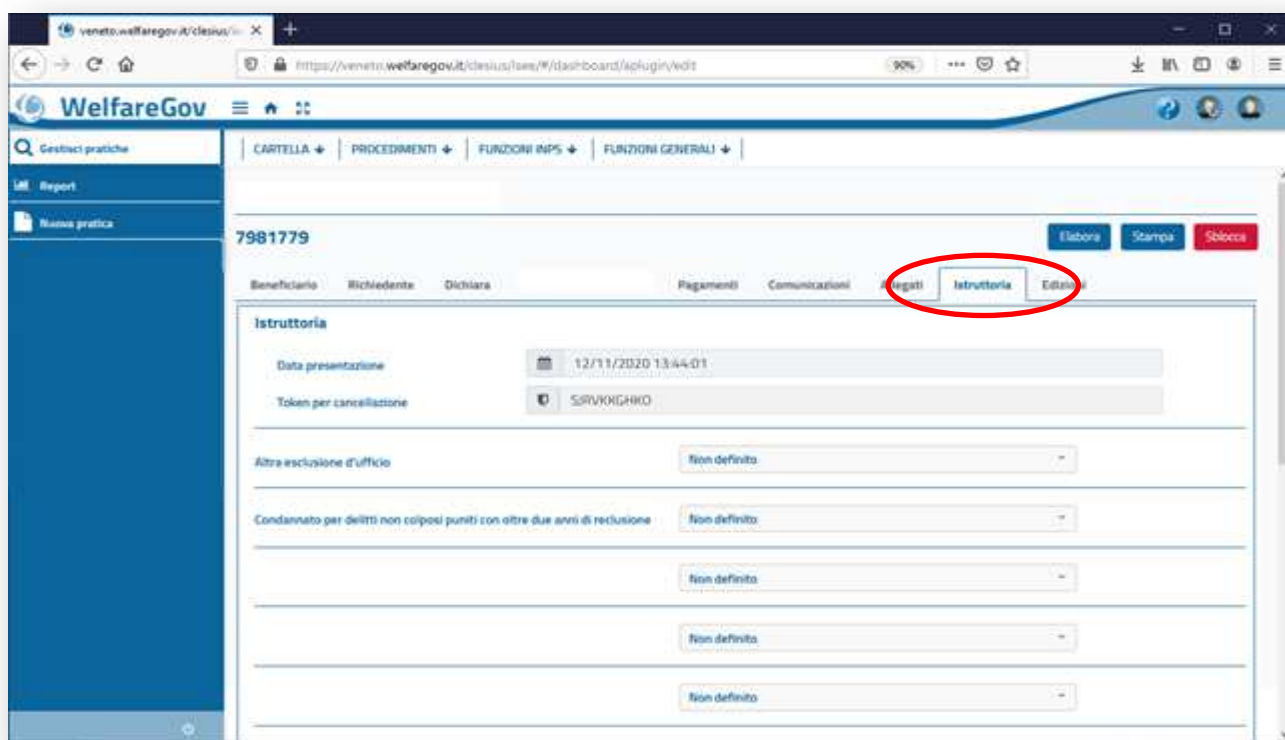 veneto.welfaregov.it/clesius/is
https://veneto.welfaregov.it/clesius/isee/#/dashboard/aplugin/edit 90%
WelfareGov
Gestisci pratiche
Report
Nuova pratica
CARTELLA PROCEDIMENTI FUNZIONI INPS FUNZIONI GENERALI
7981779
Elabora Stampa Sblocca
Beneficiario Richiedente Dichiara Pagamenti Comunicazioni Allegati Istruttoria Edizioni
Istruttoria
Data presentazione 12/11/2020 13:44:01
Token per cancellazione
Altra esclusione d'ufficio Non definito
Condannato per delitti non colposi puniti con oltre due anni di reclusione Non definito
Non definito
Non definito
Non definito